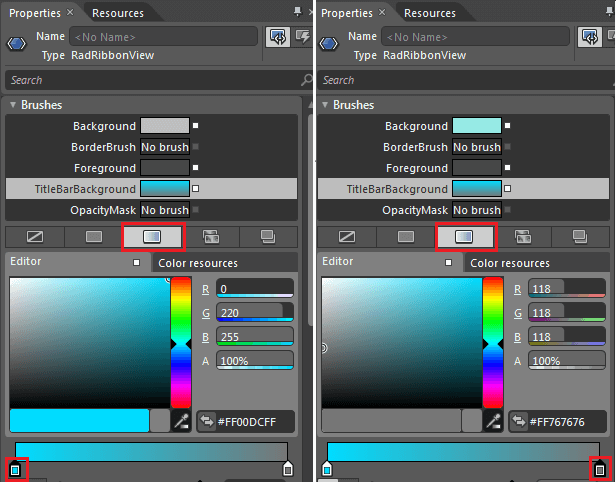 Properties × Resources
Name <No Name>
Type RadRibbonView
Search
Brushes
Background
BorderBrush No brush
Foreground
TitleBarBackground
OpacityMask No brush
Editor Color resources
R 0
G 220
B 255
A 100%
#FF00DCFF
Properties × Resources
Name <No Name>
Type RadRibbonView
Search
Brushes
Background
BorderBrush No brush
Foreground
TitleBarBackground
OpacityMask No brush
Editor Color resources
R 118
G 118
B 118
A 100%
#FF767676